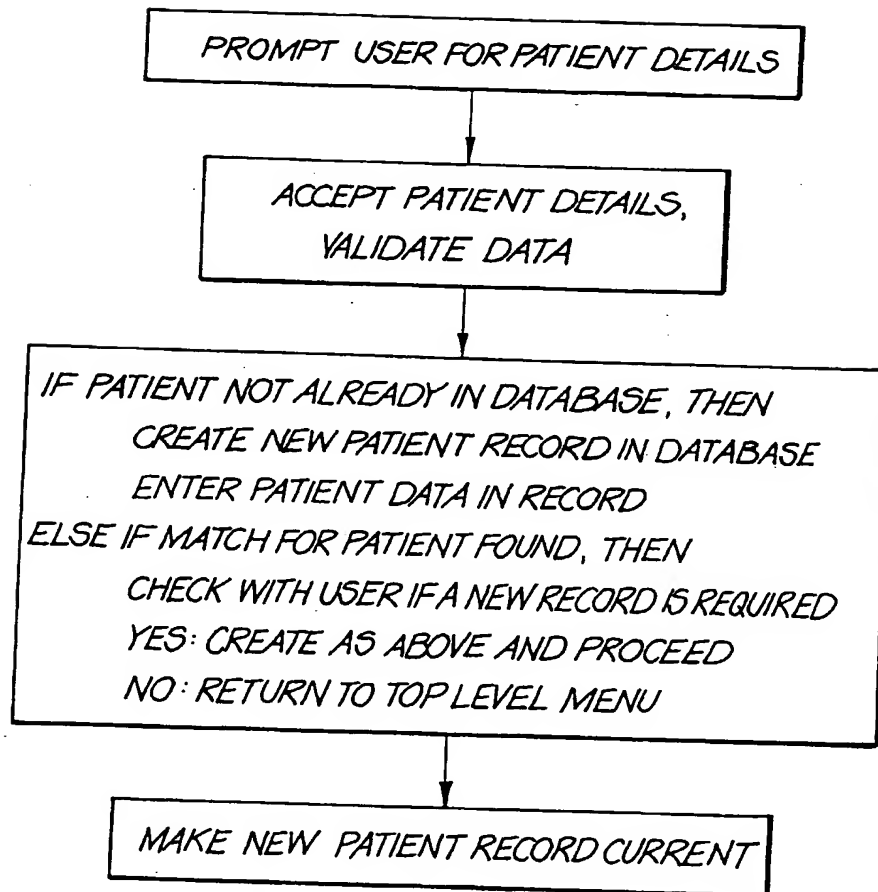 PROMPT USER FOR PATIENT DETAILS
ACCEPT PATIENT DETAILS,
VALIDATE DATA
IF PATIENT NOT ALREADY IN DATABASE, THEN
CREATE NEW PATIENT RECORD IN DATABASE
ENTER PATIENT DATA IN RECORD
ELSE IF MATCH FOR PATIENT FOUND, THEN
CHECK WITH USER IF A NEW RECORD IS REQUIRED
YES: CREATE AS ABOVE AND PROCEED
NO: RETURN TO TOP LEVEL MENU
MAKE NEW PATIENT RECORD CURRENT